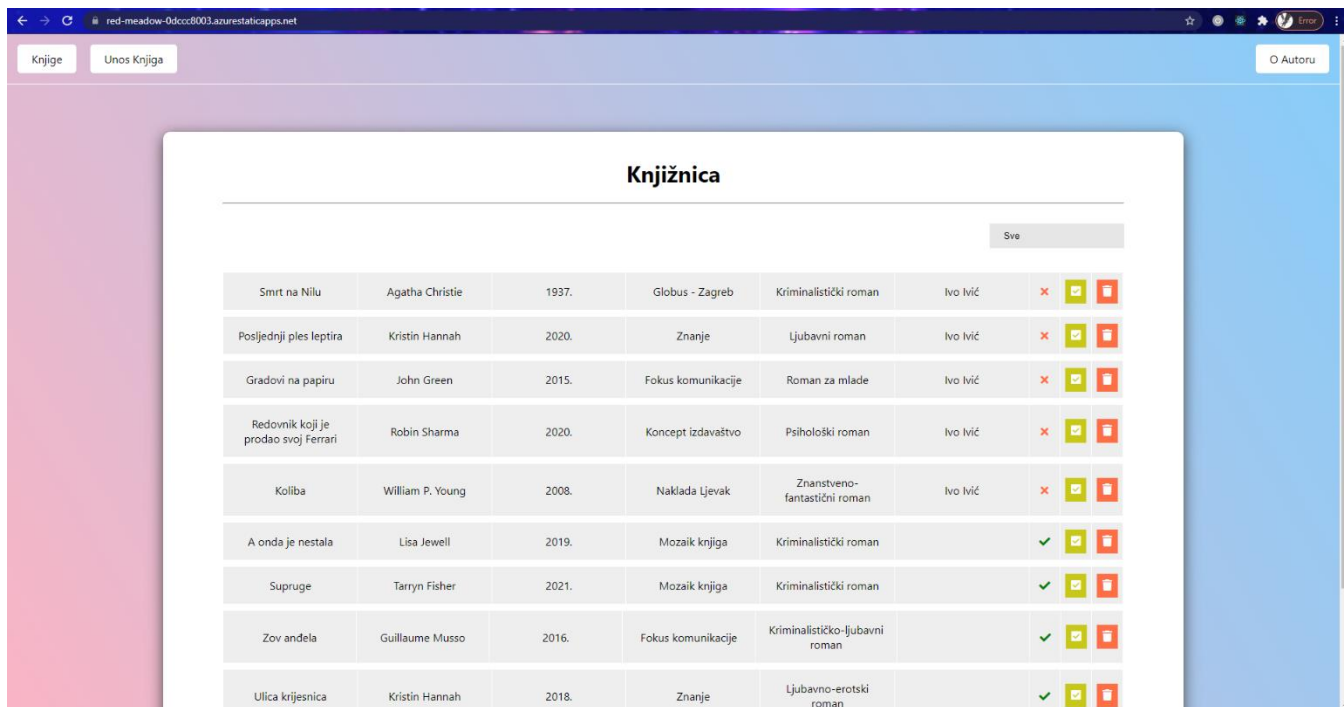 red-meadow-0dccc8003.azurestaticapps.net
Error
Knjige
Unos Knjiga
O Autoru
Knjižnica
Sve
Smrt na Nilu Agatha Christie 1937. Globus - Zagreb Kriminalistički roman Ivo Ivić
Posljednji ples leptira Kristin Hannah 2020. Znanje Ljubavni roman Ivo Ivić
Gradovi na papiru John Green 2015. Fokus komunikacije Roman za mlade Ivo Ivić
Redovnik koji je
prodao svoj Ferrari
Robin Sharma 2020. Koncept izdavaštvo Psihološki roman Ivo Ivić
Koliba William P. Young 2008. Naklada Ljevak
Znanstveno-
fantastični roman
Ivo Ivić
A onda je nestala Lisa Jewell 2019. Mozaik knjiga Kriminalistički roman
Supruge Tarryn Fisher 2021. Mozaik knjiga Kriminalistički roman
Zov anđela Guillaume Musso 2016. Fokus komunikacije
Kriminalističko-ljubavni
roman
Ulica krijesnica Kristin Hannah 2018. Znanje
Ljubavno-erotski
roman